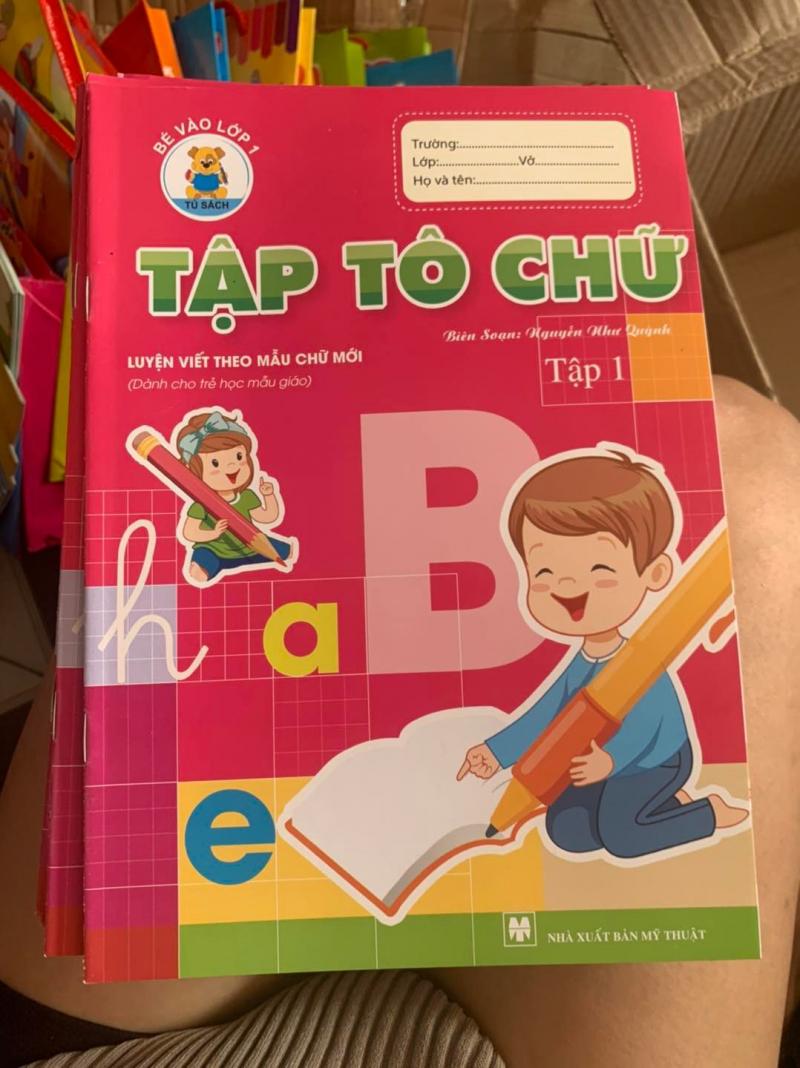 BÉ VÀO LỚP 1
TỦ SÁCH
Trường:..........................................
Lớp:......................Vở.......................
Họ và tên:..........................................
TẬP TÔ CHỮ
Biên Soạn: Nguyễn Như Quỳnh
LUYỆN VIẾT THEO MẪU CHỮ MỚI
(Dành cho trẻ học mẫu giáo)
Tập 1
B
h
a
e
NHÀ XUẤT BẢN MỸ THUẬT